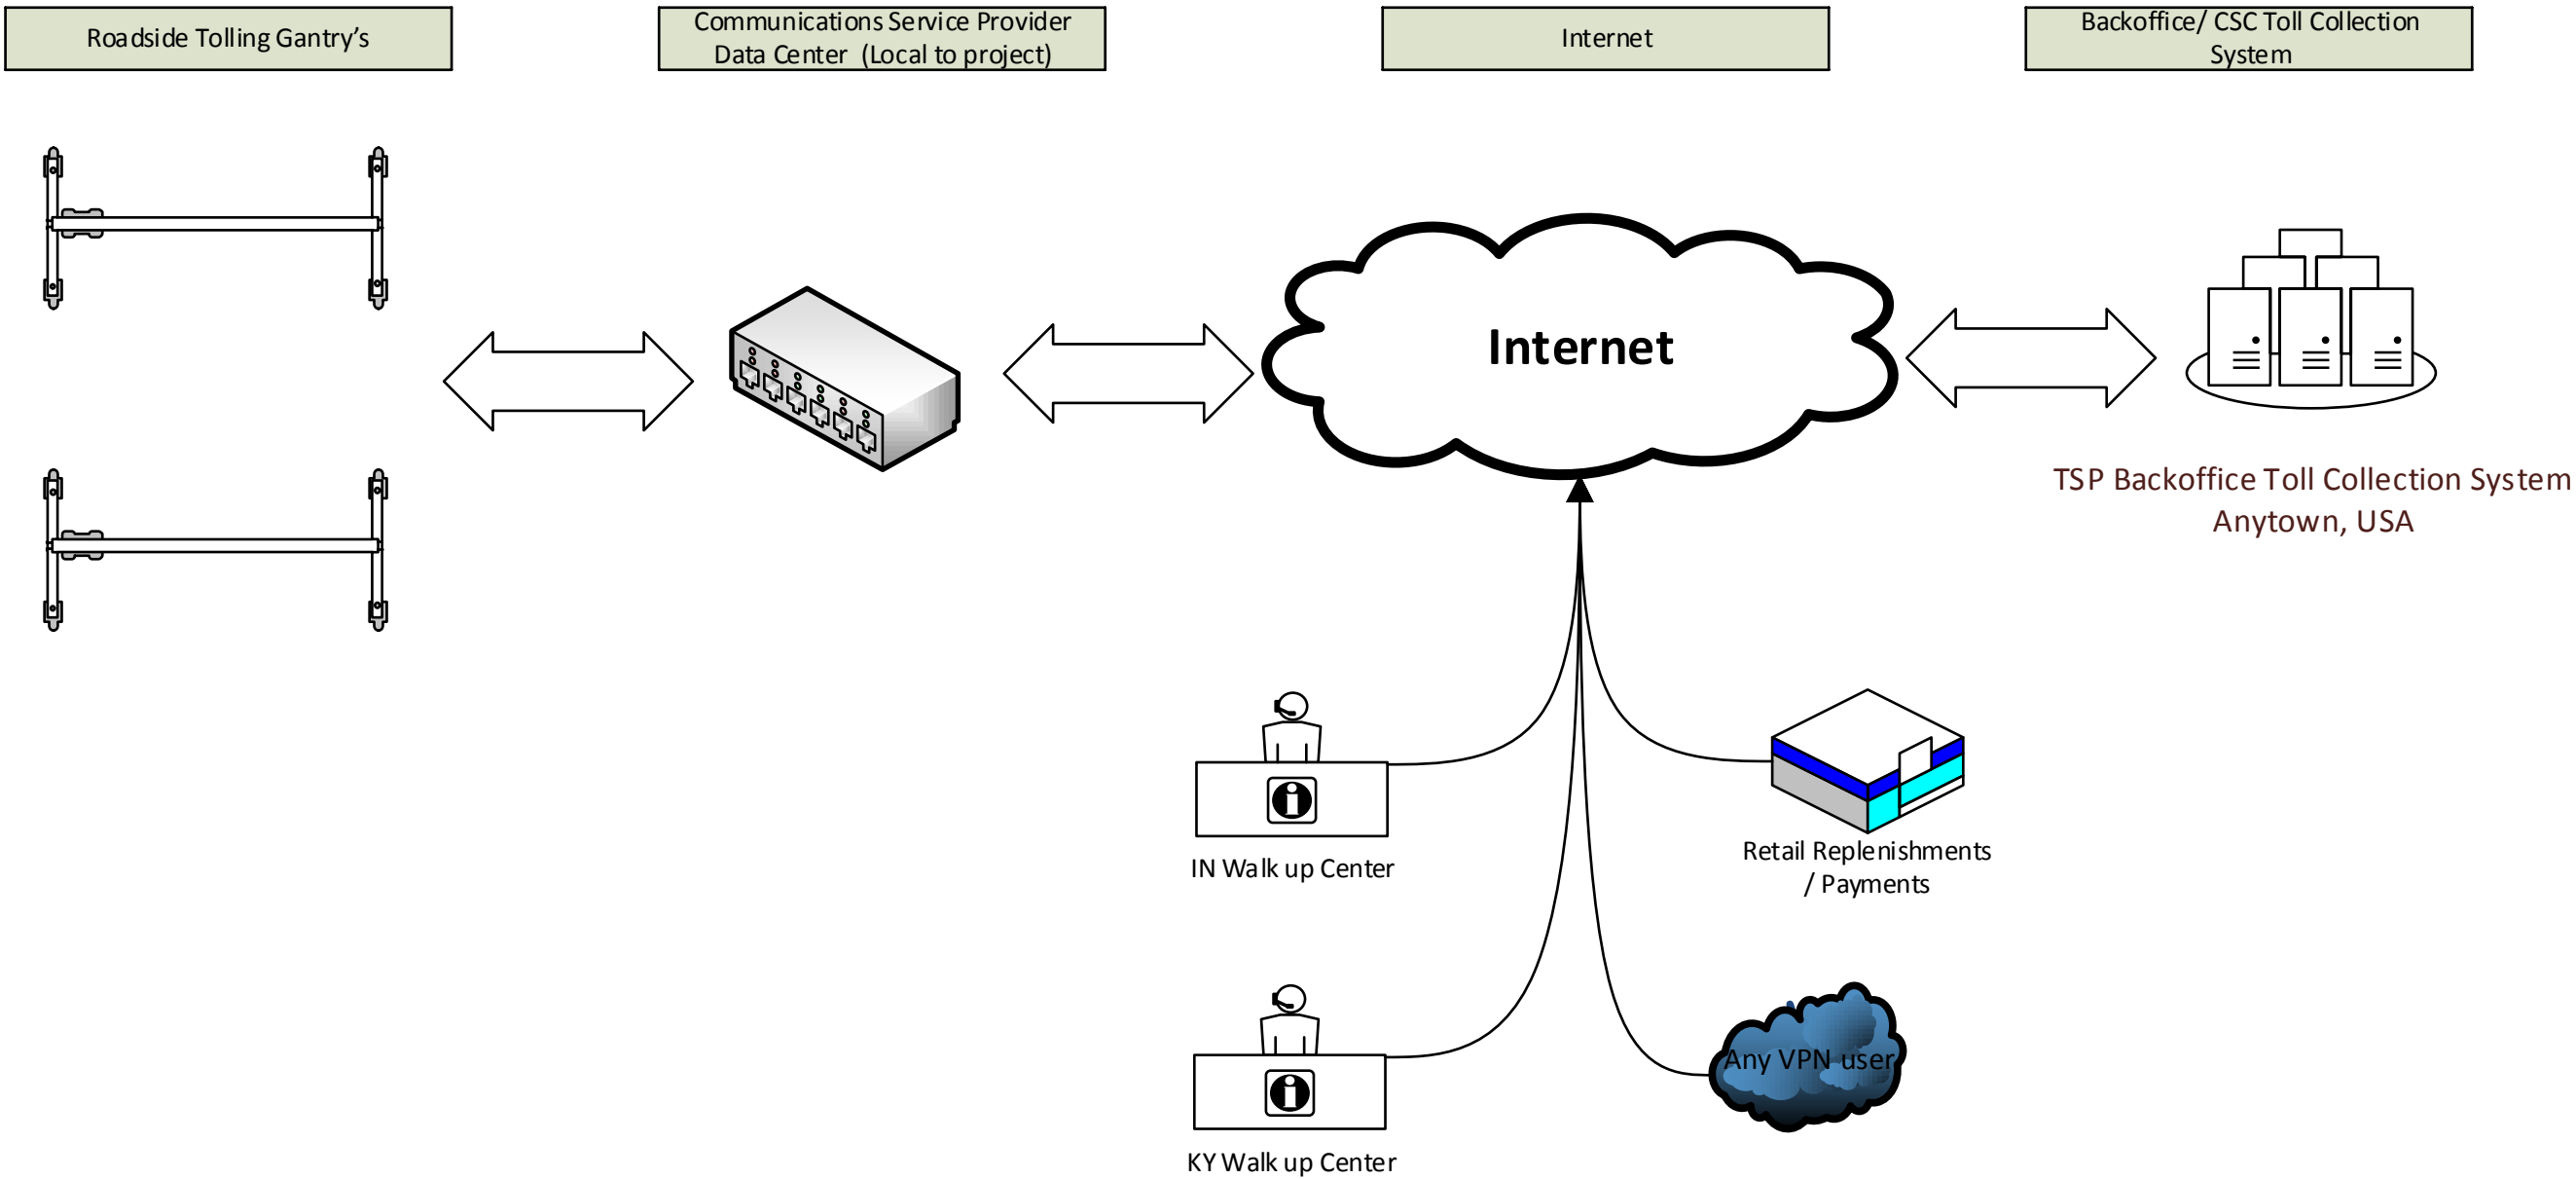 Roadside Tolling Gantry's
Communications Service Provider
Data Center (Local to project)
Internet
Backoffice/ CSC Toll Collection
System
Internet
TSP Backoffice Toll Collection System
Anytown, USA
IN Walk up Center
Retail Replenishments
/ Payments
Any VPN user
KY Walk up Center